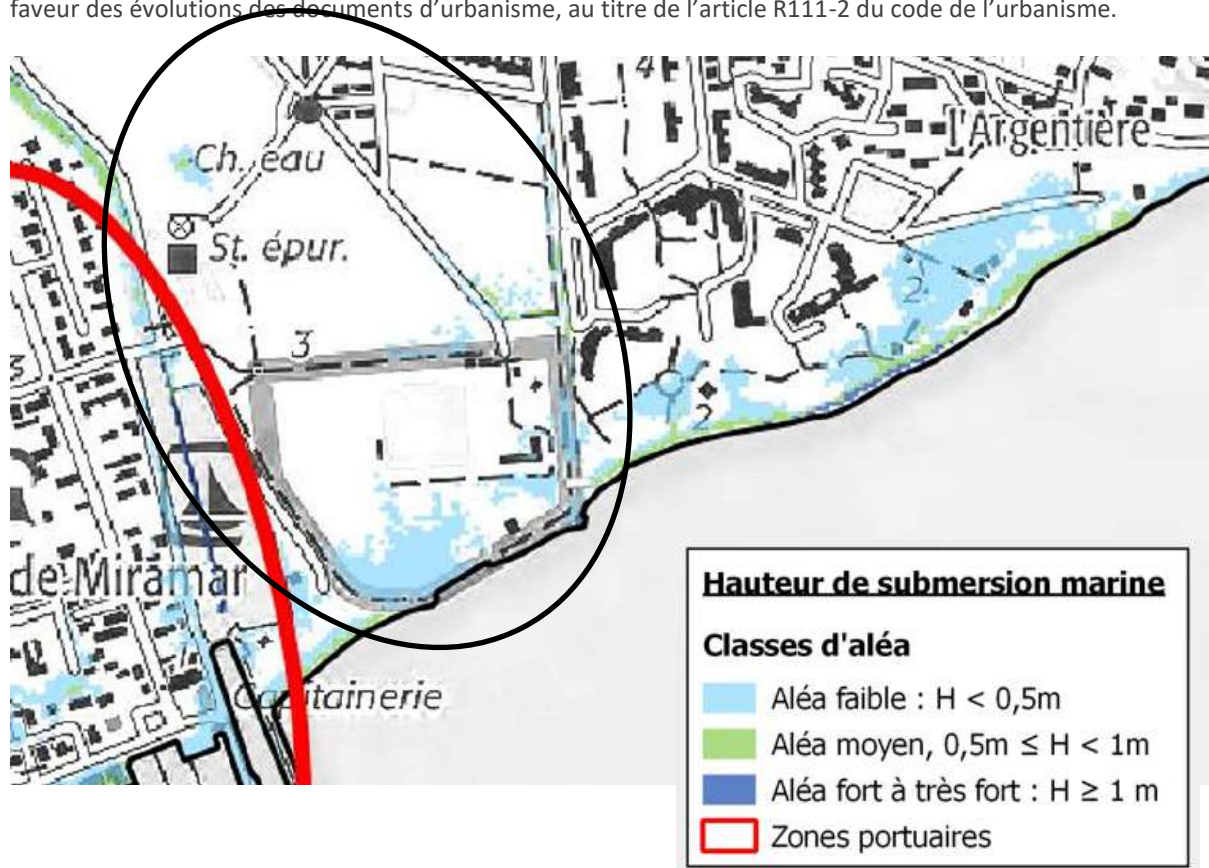 faveur des évolutions des documents d'urbanisme, au titre de l'article R111-2 du code de l'urbanisme.
4
l'Argentière
Ch.eau
St. épur.
2
3
3
2
de Miramar
Capitainerie
Hauteur de submersion marine
Classes d'aléa
Aléa faible : H < 0,5m
Aléa moyen, 0,5m ≤ H < 1m
Aléa fort à très fort : H ≥ 1 m
Zones portuaires